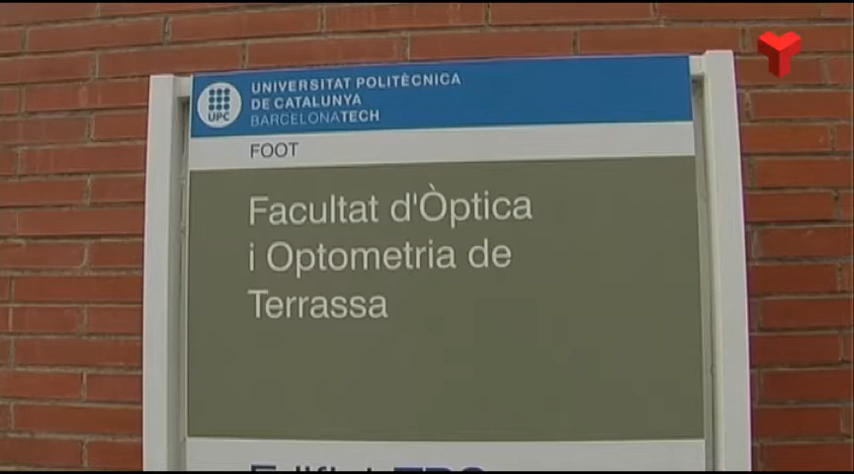 UNIVERSITAT POLITÈCNICA
DE CATALUNYA
BARCELONATECH
UPC
FOOT
Facultat d'Òptica
i Optometria de
Terrassa